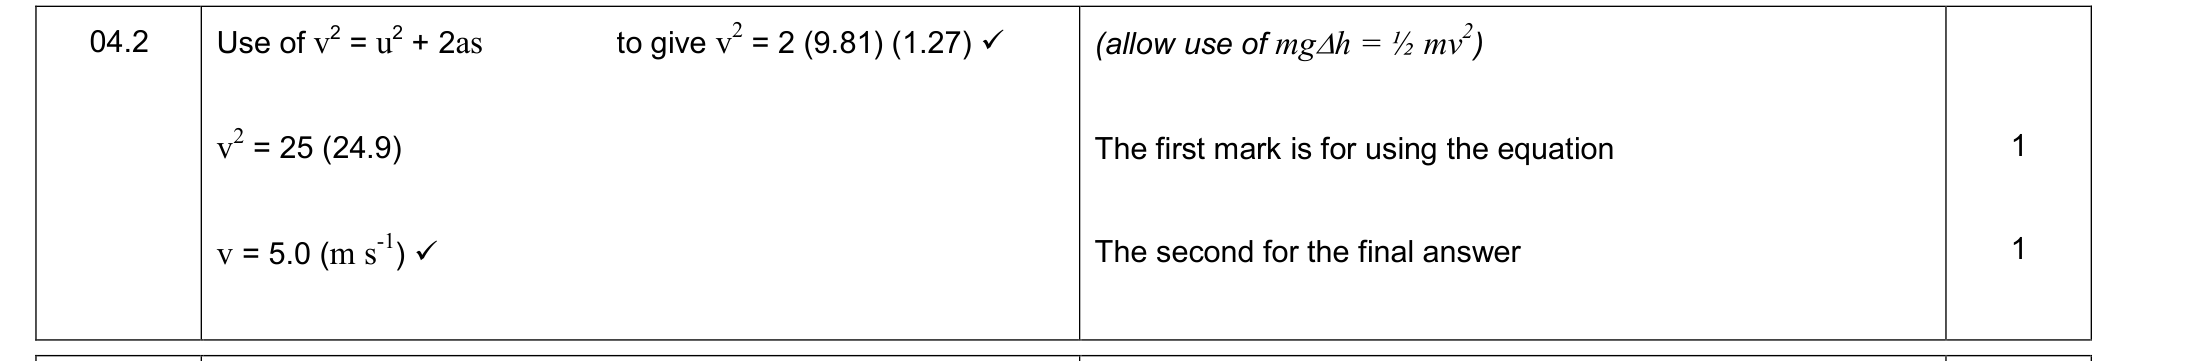 04.2 Use of v² = u² + 2as to give v² = 2 (9.81) (1.27) ✓ (allow use of mgΔh = ½ mv²)
v² = 25 (24.9) The first mark is for using the equation 1
v = 5.0 (m s⁻¹) ✓ The second for the final answer 1